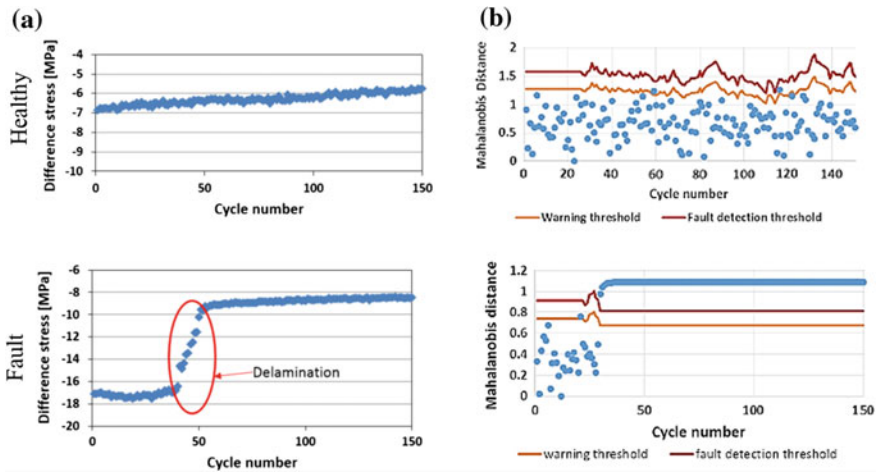 (a)
Healthy
Difference stress [MPa]
-4
-5
-6
-7
-8
-9
-10
0 50 100 150
Cycle number
(b)
Mahalanobis Distance
2
1.5
1
0.5
0
0 20 40 60 80 100 120 140
Cycle number
Warning threshold Fault detection threshold
Fault
Difference stress [MPa]
-6
-8
-10
-12
-14
-16
-18
-20
Delamination
0 50 100 150
Cycle number
Mahalanobis distance
1.2
1
0.8
0.6
0.4
0.2
0
0 50 100 150
Cycle number
warning threshold fault detection threshold